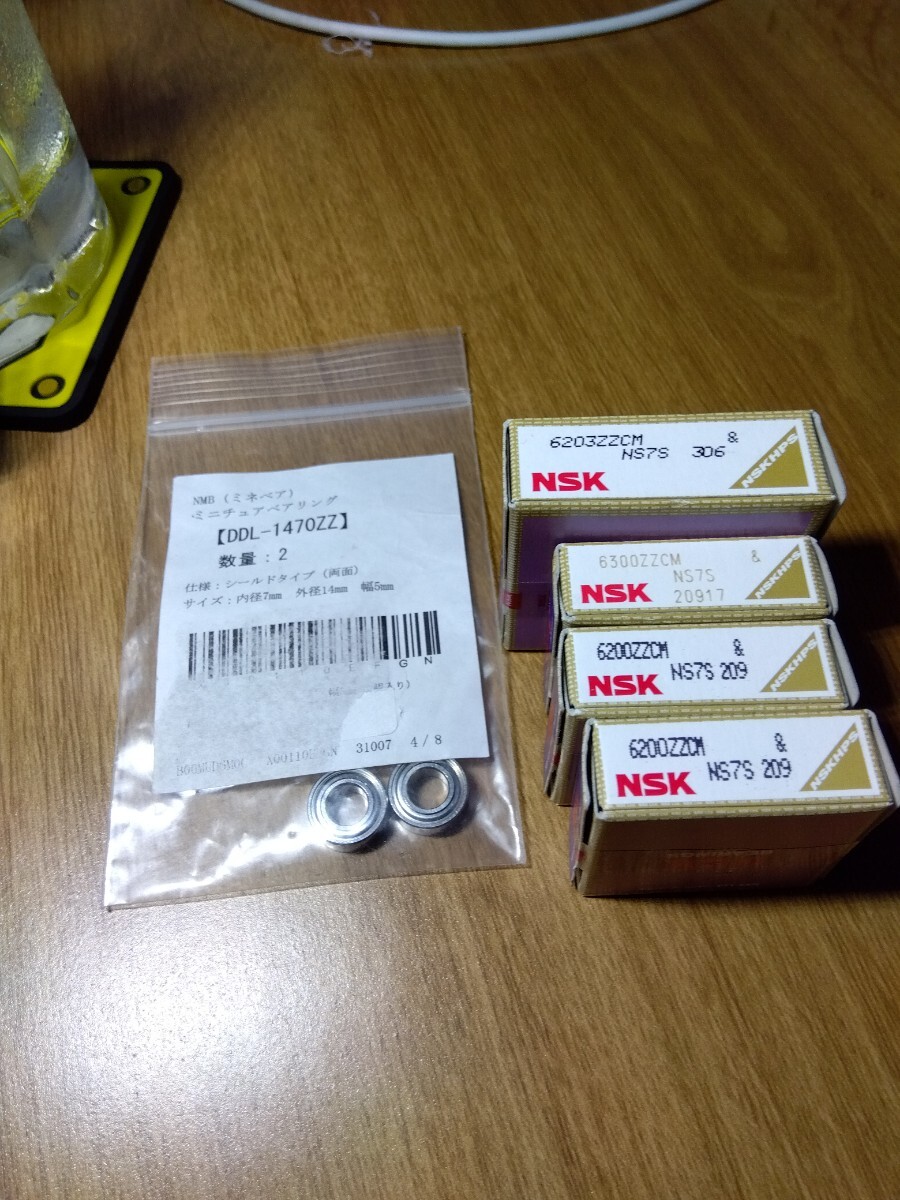 NMB (ミネベア)
ミニチュアベアリング
【DDL-1470ZZ】
数量：2
仕様：シールドタイプ (両面)
サイズ：内径7mm 外径14mm 幅5mm
F G N
31007 4/8
6203ZZCM &
NS7S 306
NSK
NSKHPS
6300ZZCM &
NS7S
20917
NSK
NSKHPS
6200ZZCM &
NS7S 209
NSK
NSKHPS
6200ZZCM &
NS7S 209
NSK
NSKHPS